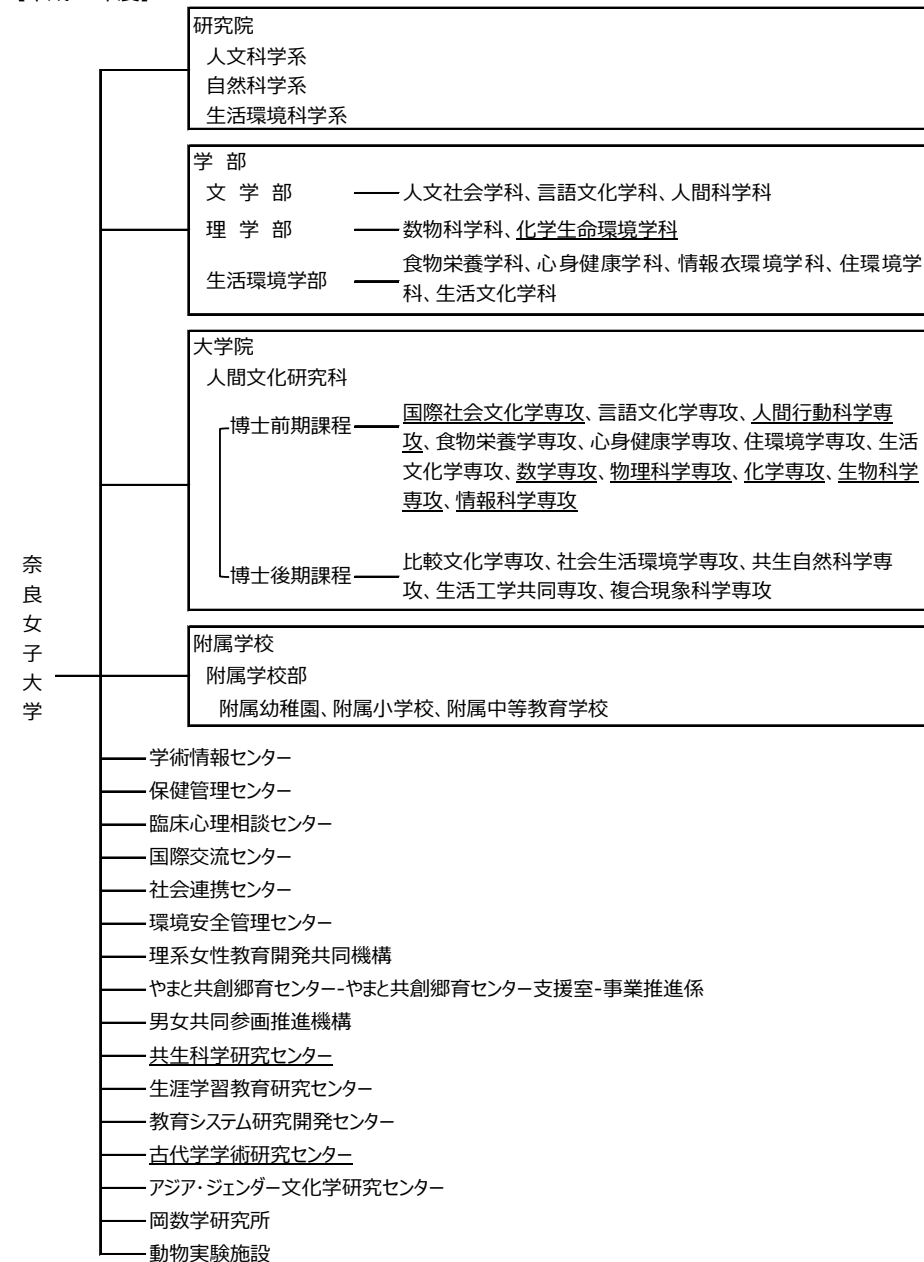 研究院
人文科学系
自然科学系
生活環境科学系
学 部
文 学 部 人文社会学科、言語文化学科、人間科学科
理 学 部 数物科学科、化学生命環境学科
生活環境学部 食物栄養学科、心身健康学科、情報衣環境学科、住環境学
科、生活文化学科
大学院
人間文化研究科
博士前期課程 国際社会文化学専攻、言語文化学専攻、人間行動科学専
攻、食物栄養学専攻、心身健康学専攻、住環境学専攻、生活
文化学専攻、数学専攻、物理科学専攻、化学専攻、生物科学
専攻、情報科学専攻
博士後期課程 比較文化学専攻、社会生活環境学専攻、共生自然科学専
攻、生活工学共同専攻、複合現象科学専攻
奈良女子大学
附属学校
附属学校部
附属幼稚園、附属小学校、附属中等教育学校
学術情報センター
保健管理センター
臨床心理相談センター
国際交流センター
社会連携センター
環境安全管理センター
理系女性教育開発共同機構
やまと共創郷育センター-やまと共創郷育センター支援室-事業推進係
男女共同参画推進機構
共生科学研究センター
生涯学習教育研究センター
教育システム研究開発センター
古代学学術研究センター
アジア・ジェンダー文化学研究センター
岡数学研究所
動物実験施設